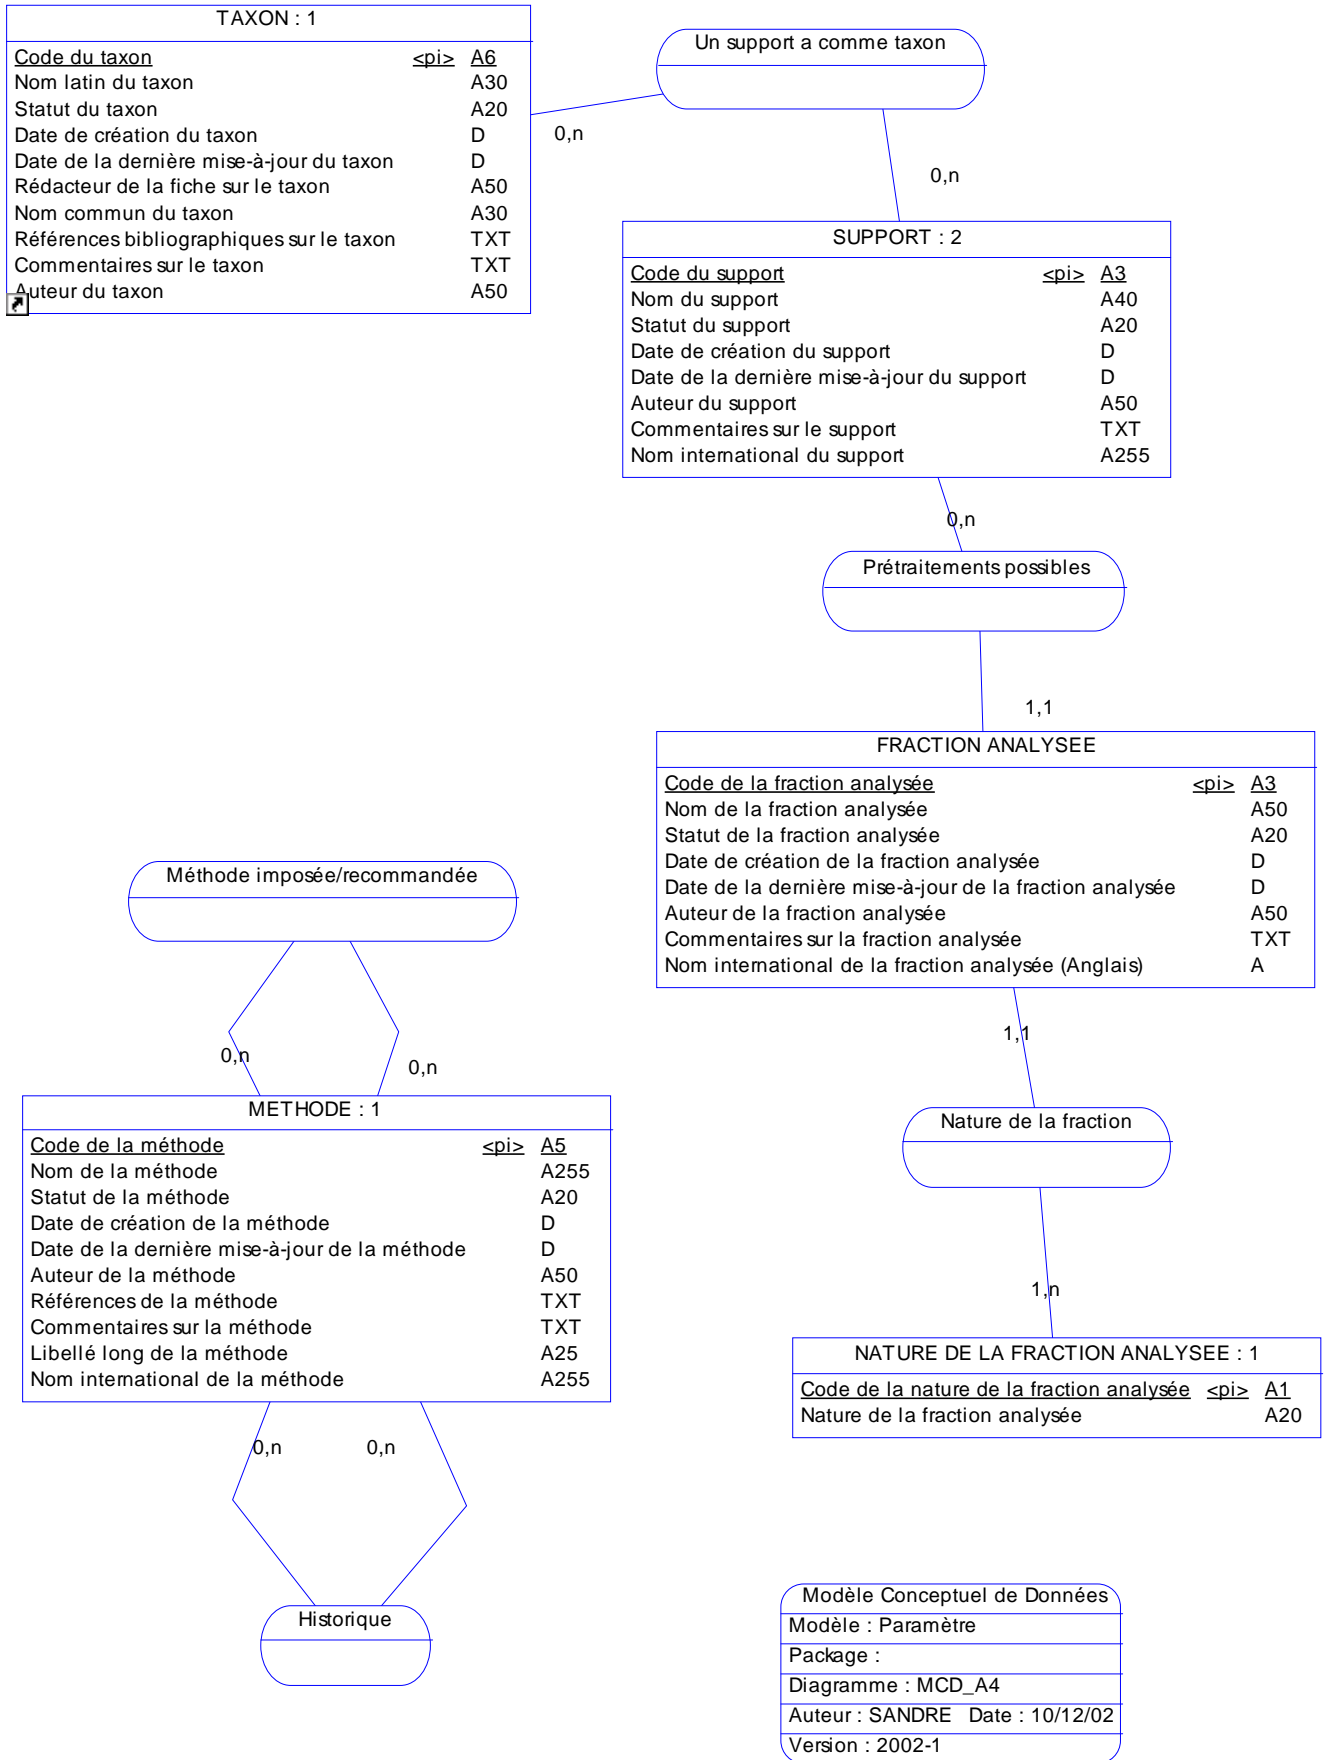 TAXON : 1
Code du taxon <pi> A6
Nom latin du taxon A30
Statut du taxon A20
Date de création du taxon D
Date de la dernière mise-à-jour du taxon D
Rédacteur de la fiche sur le taxon A50
Nom commun du taxon A30
Références bibliographiques sur le taxon TXT
Commentaires sur le taxon TXT
Auteur du taxon A50
Un support a comme taxon
0,n
0,n
SUPPORT : 2
Code du support <pi> A3
Nom du support A40
Statut du support A20
Date de création du support D
Date de la dernière mise-à-jour du support D
Auteur du support A50
Commentaires sur le support TXT
Nom international du support A255
0,n
Prétraitements possibles
1,1
FRACTION ANALYSEE
Code de la fraction analysée <pi> A3
Nom de la fraction analysée A50
Statut de la fraction analysée A20
Date de création de la fraction analysée D
Date de la dernière mise-à-jour de la fraction analysée D
Auteur de la fraction analysée A50
Commentaires sur la fraction analysée TXT
Nom international de la fraction analysée (Anglais) A
Méthode imposée/recommandée
0,n
0,n
METHODE : 1
Code de la méthode <pi> A5
Nom de la méthode A255
Statut de la méthode A20
Date de création de la méthode D
Date de la dernière mise-à-jour de la méthode D
Auteur de la méthode A50
Références de la méthode TXT
Commentaires sur la méthode TXT
Libellé long de la méthode A25
Nom international de la méthode A255
0,n 0,n
Historique
1,1
Nature de la fraction
1,n
NATURE DE LA FRACTION ANALYSEE : 1
Code de la nature de la fraction analysée <pi> A1
Nature de la fraction analysée A20
Modèle Conceptuel de Données
Modèle : Paramètre
Package :
Diagramme : MCD_A4
Auteur : SANDRE Date : 10/12/02
Version : 2002-1